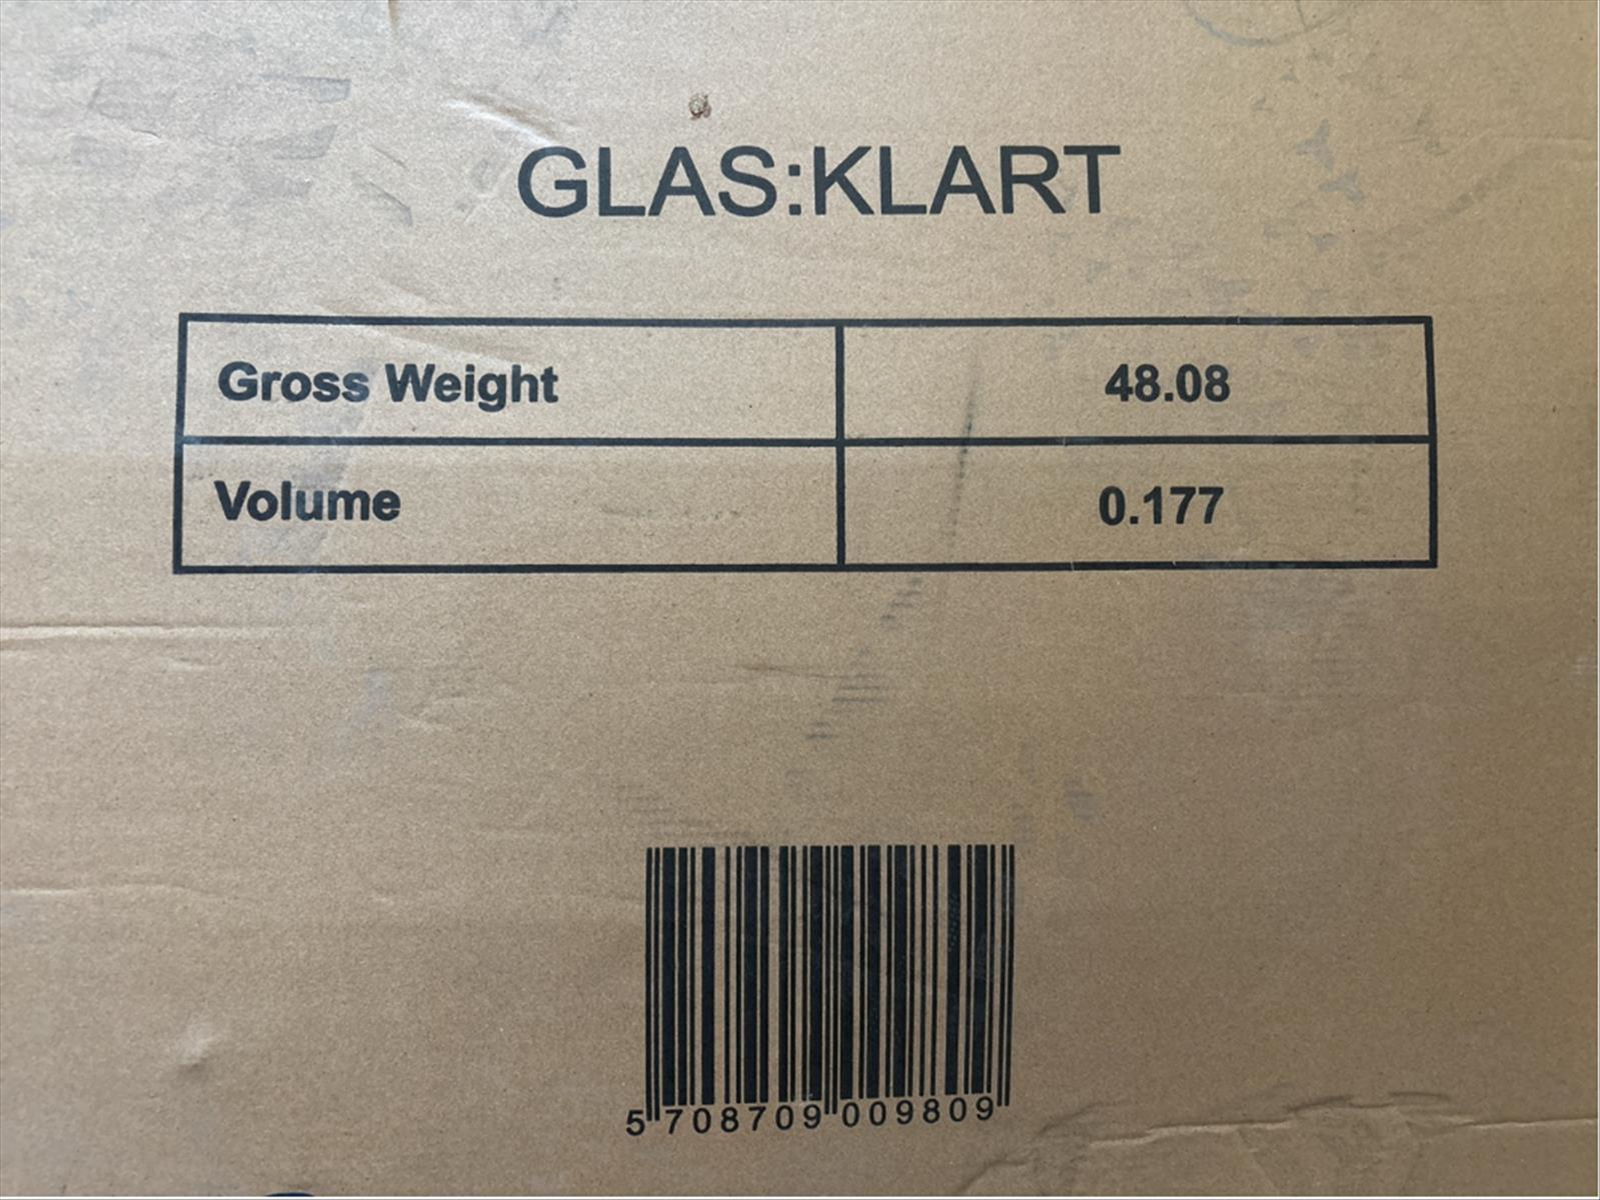 GLAS:KLART
Gross Weight 48.08
Volume 0.177
5 708709 009809